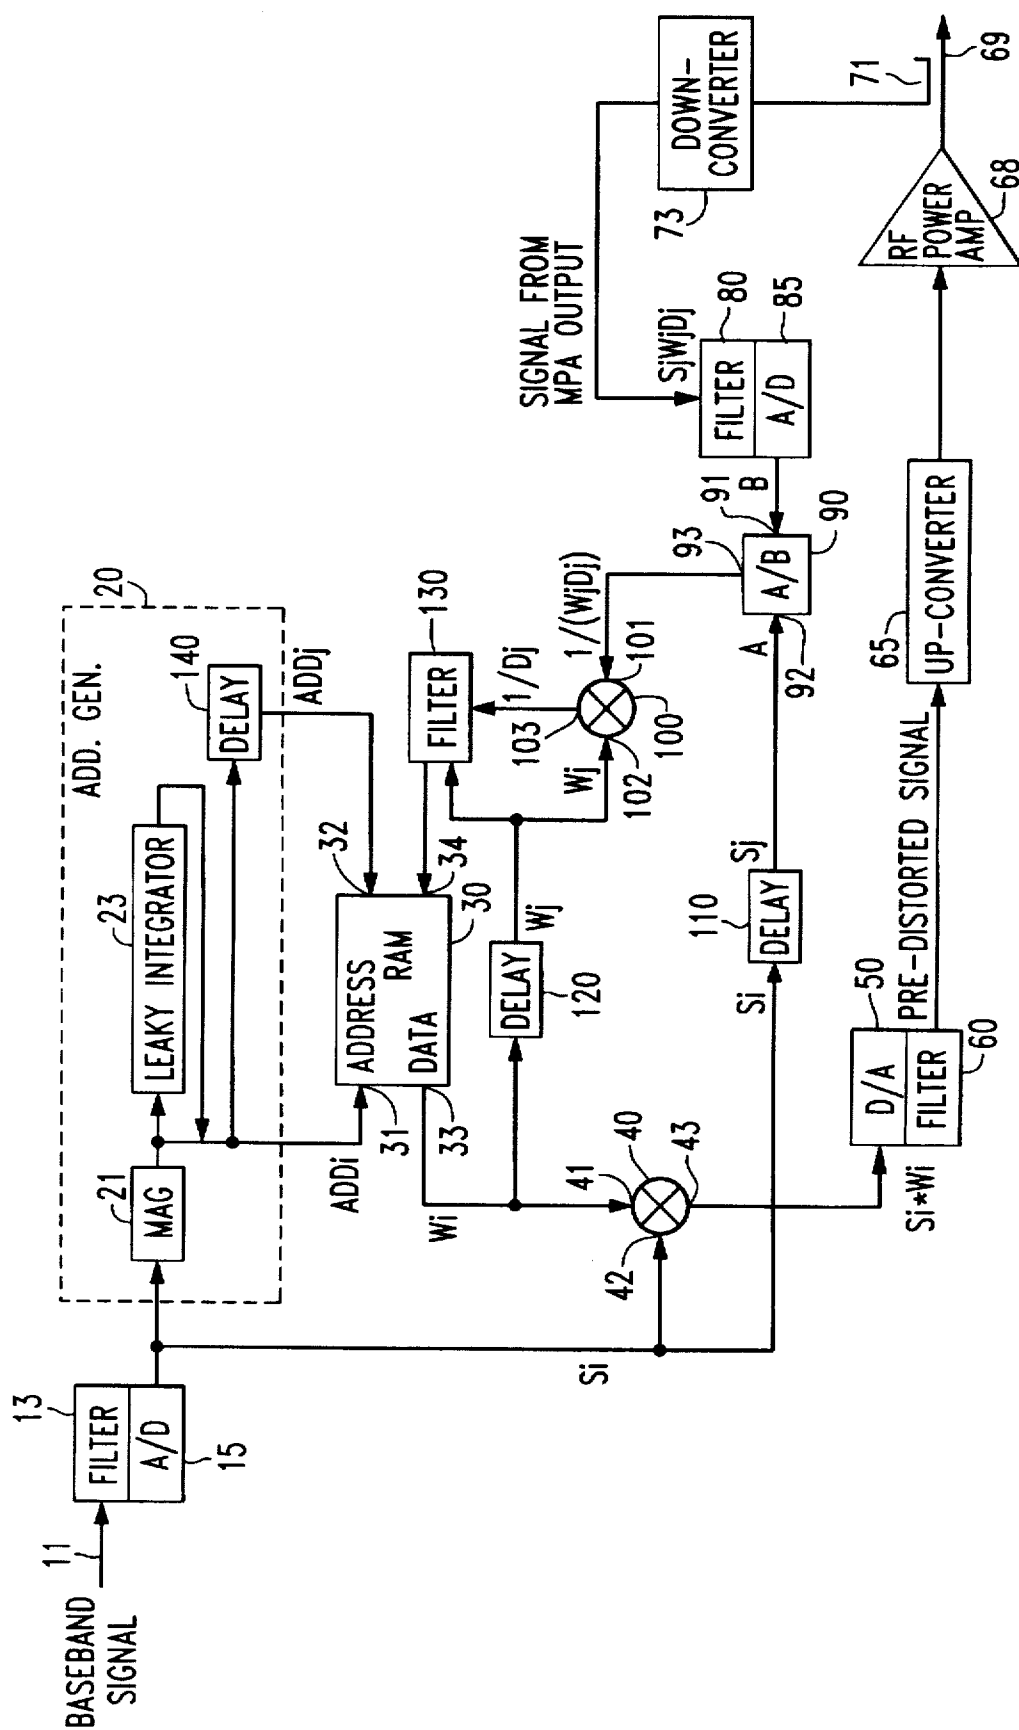 BASEBAND
SIGNAL
11
FILTER
A/D
13
15
Si
ADD. GEN.
20
MAG
21
LEAKY INTEGRATOR
23
DELAY
140
ADDj
ADDi
31
32
ADDRESS
RAM
DATA
30
33
34
Wi
DELAY
120
Wj
FILTER
130
1/Dj
103
Wj
102
100
101
1/(WjDj)
41
40
42
43
Si
DELAY
110
Sj
A
92
A/B
90
93
91
B
FILTER
A/D
80
85
SjWjDj
SIGNAL FROM
MPA OUTPUT
DOWN-
CONVERTER
73
71
Si*Wi
D/A
FILTER
50
60
PRE-DISTORTED SIGNAL
UP-CONVERTER
65
RF
POWER
AMP
68
69